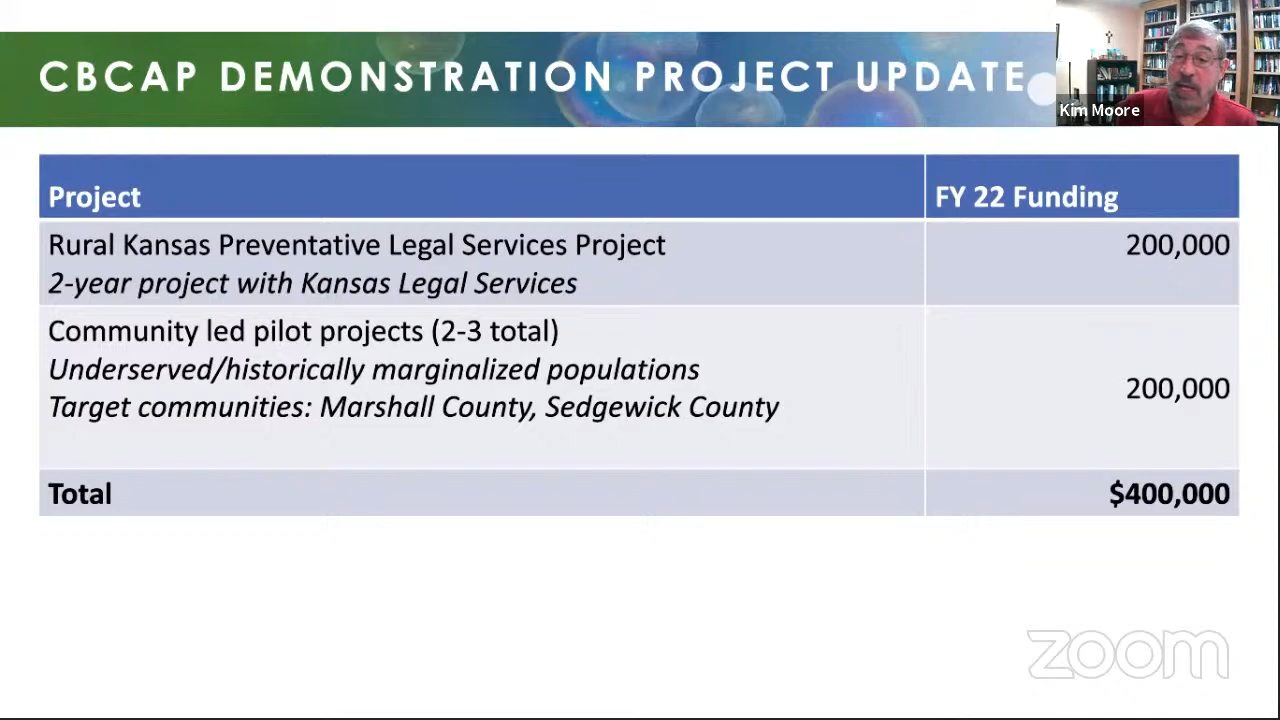 CBCAP DEMONSTRATION PROJECT UPDATE
Kim Moore
Project
FY 22 Funding
Rural Kansas Preventative Legal Services Project
200,000
2-year project with Kansas Legal Services
Community led pilot projects (2-3 total)
Underserved/historically marginalized populations
200,000
Target communities: Marshall County, Sedgewick County
Total
$400,000
zoom